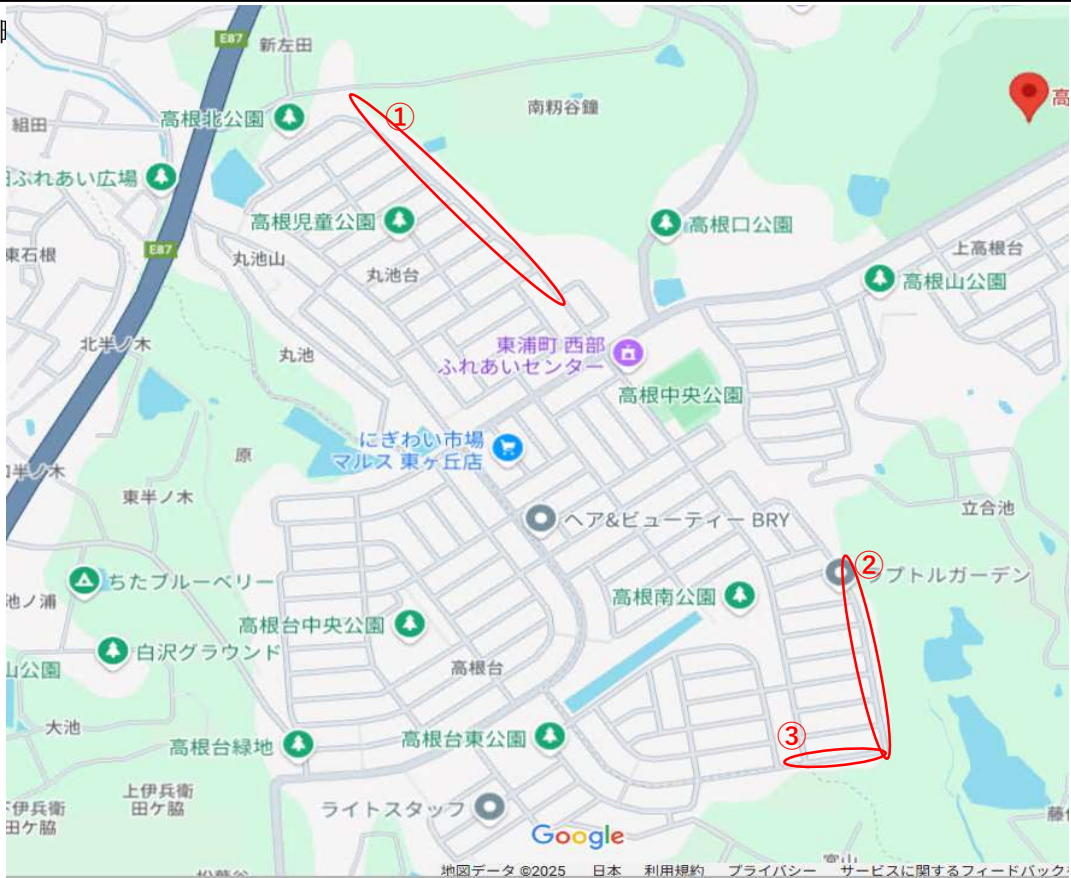 E87
新左田
①
南籾谷鐘
高根北公園
組田
ふれあい広場
高根児童公園
高根口公園
E87
東石根
丸池山
丸池台
上高根台
高根山公園
北半ノ木
丸池
東浦町 西部
ふれあいセンター
高根中央公園
にぎわい市場
マルス 東ヶ丘店
原
半ノ木
東半ノ木
立合池
ヘア&ビューティー BRY
②
プトルガーデン
ちたブルーベリー
池ノ浦
高根南公園
高根台中央公園
白沢グラウンド
山公園
高根台
大池
③
高根台緑地
高根台東公園
上伊兵衛
田ケ脇
伊兵衛
田ケ脇
ライトスタッフ
Google
地図データ ©2025 日本 利用規約 プライバシー サービスに関するフィードバック